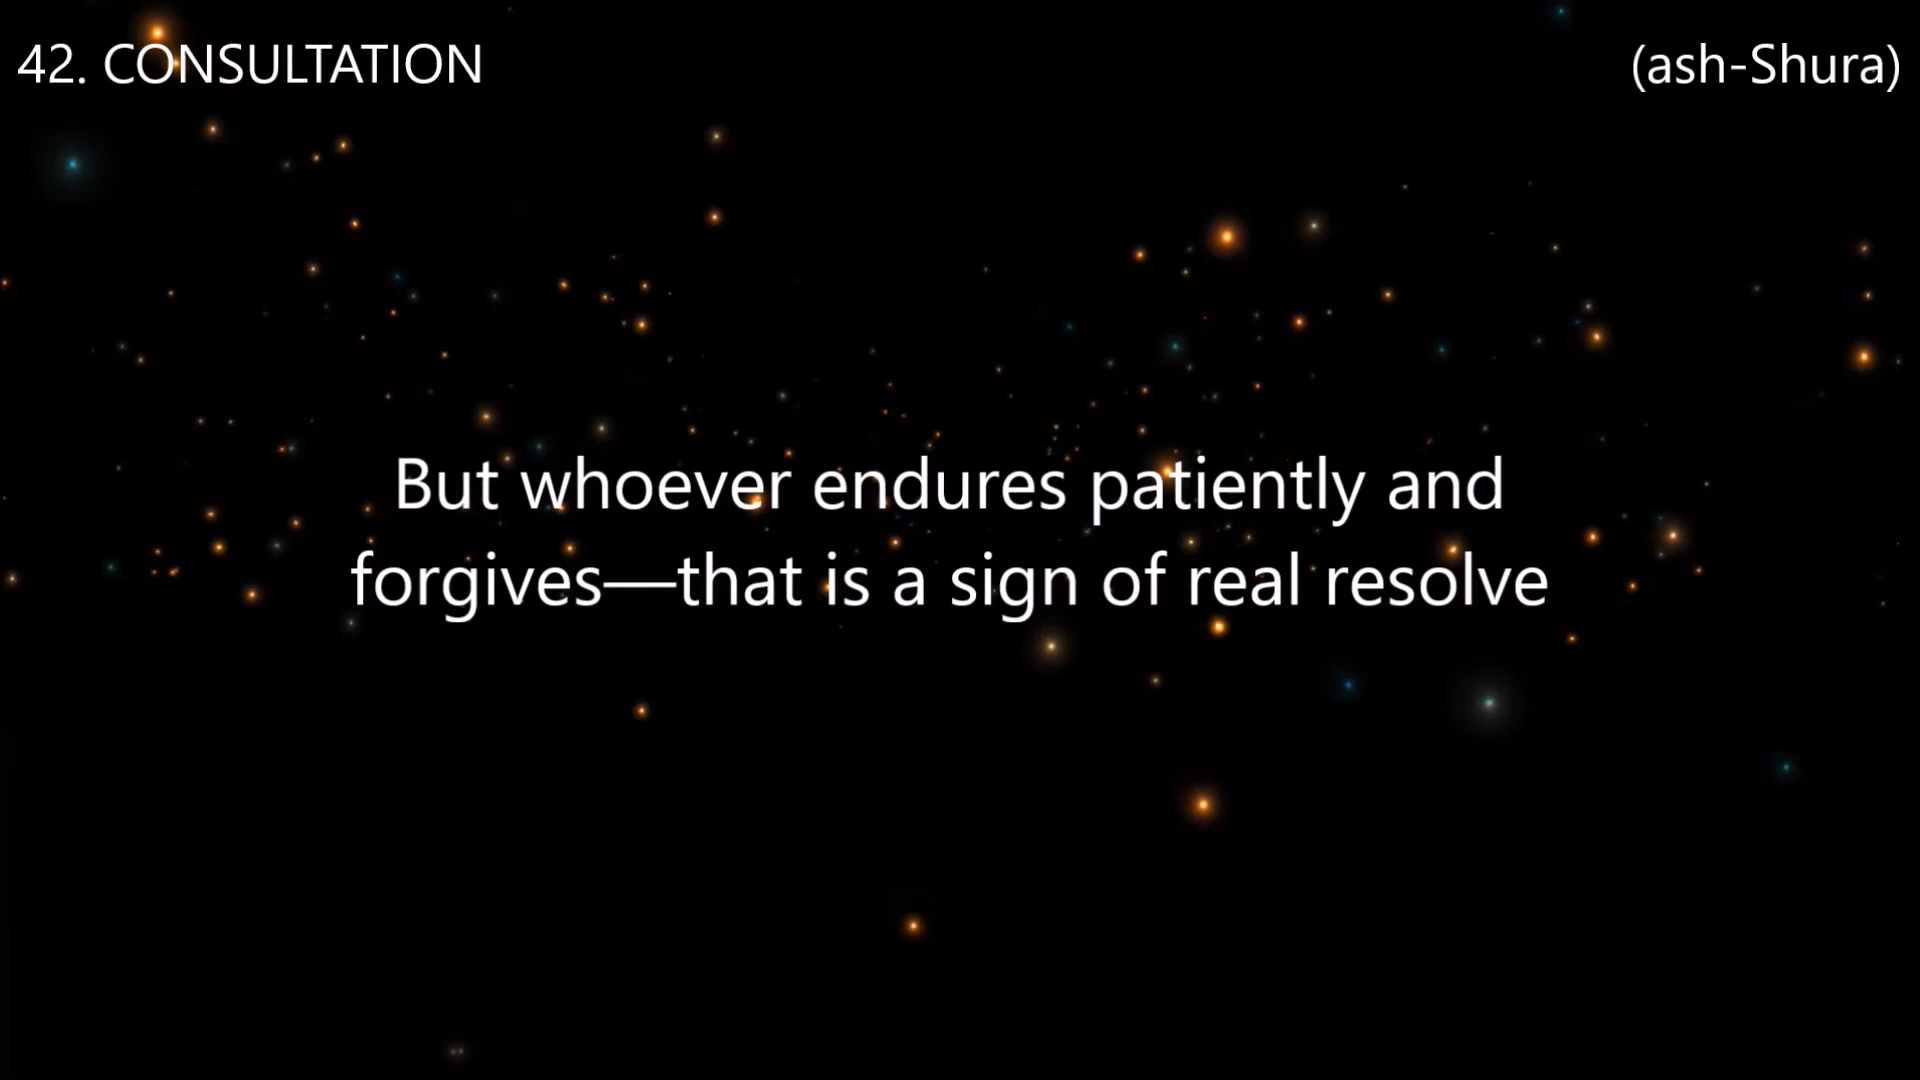 42. CONSULTATION
(ash-Shura)
But whoever endures patiently and
forgives—that is a sign of real resolve